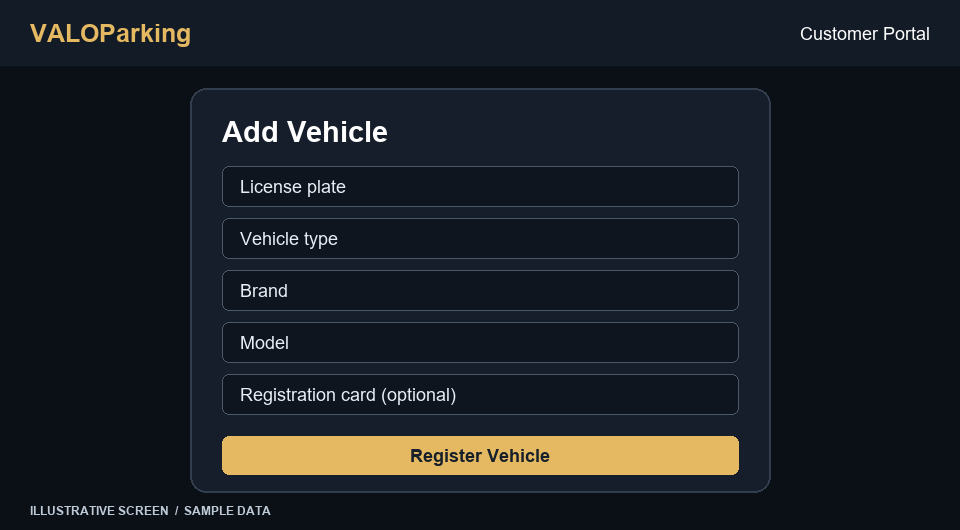 VALOParking
Customer Portal
Add Vehicle
License plate
Vehicle type
Brand
Model
Registration card (optional)
Register Vehicle
ILLUSTRATIVE SCREEN / SAMPLE DATA